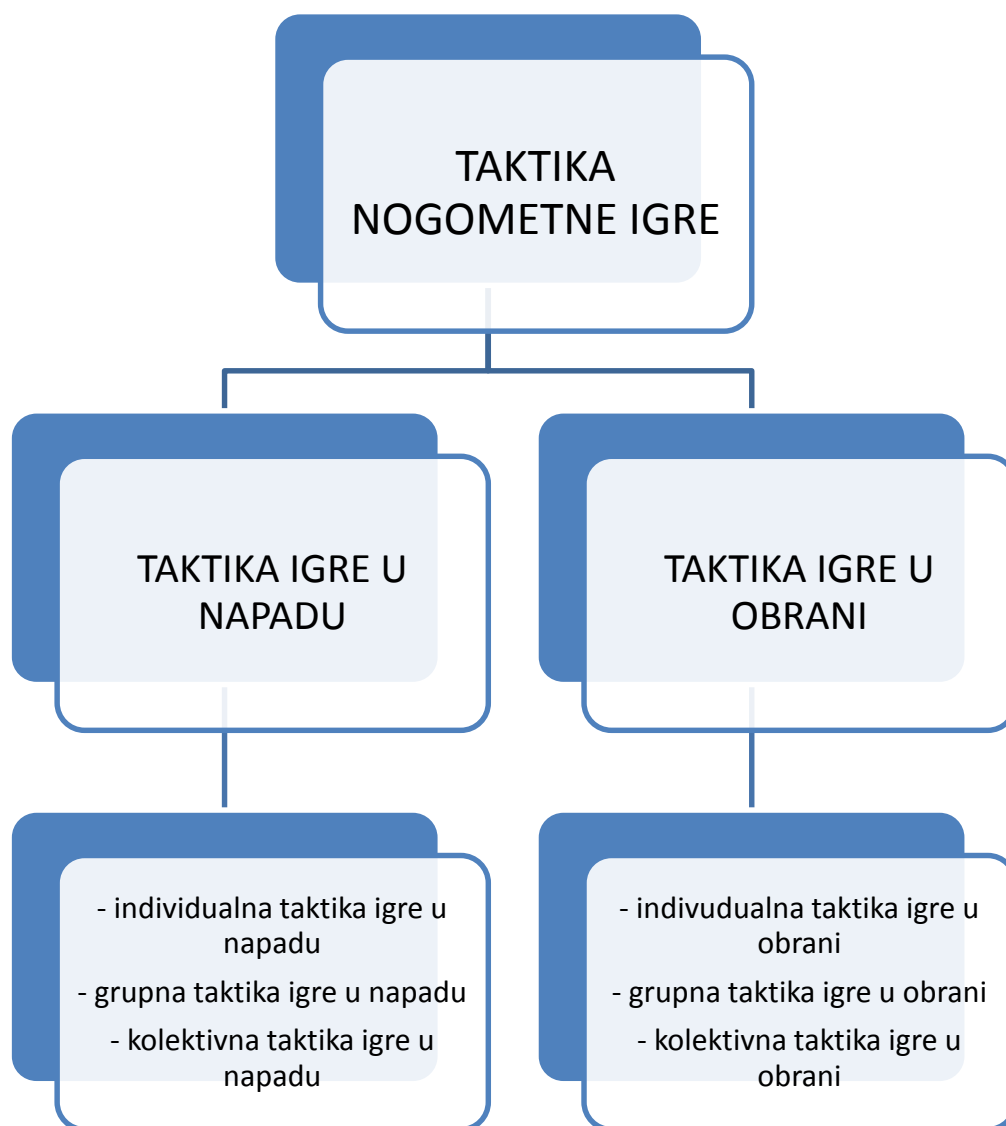 TAKTIKA
NOGOMETNE IGRE
TAKTIKA IGRE U
NAPADU
TAKTIKA IGRE U
OBRANI
- individualna taktika igre u
napadu
- grupna taktika igre u napadu
- kolektivna taktika igre u
napadu
- indivudualna taktika igre u
obrani
- grupna taktika igre u obrani
- kolektivna taktika igre u
obrani